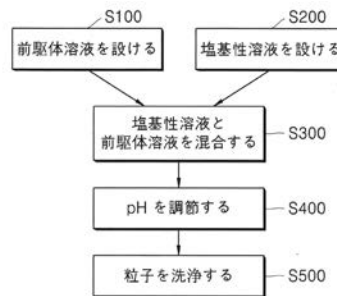 S100
前駆体溶液を設ける
S200
塩基性溶液を設ける
塩基性溶液と
前駆体溶液を混合する
S300
pH を調節する
S400
粒子を洗浄する
S500